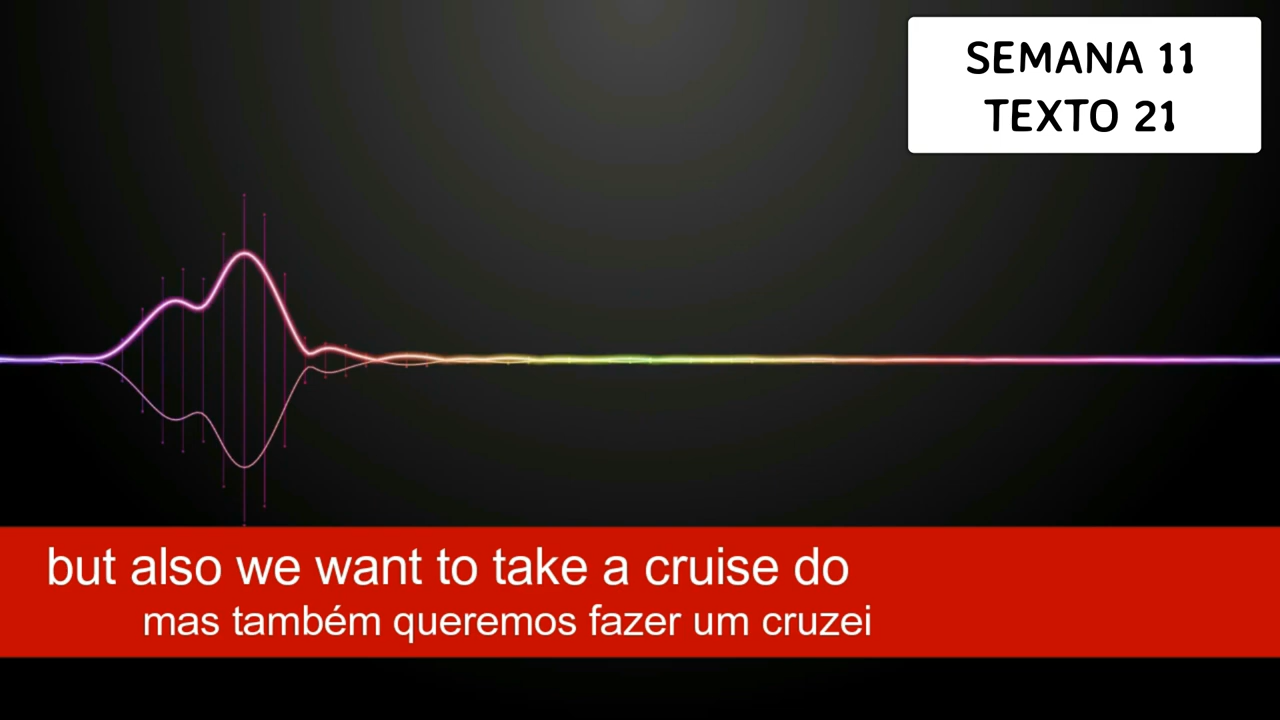 SEMANA 11
TEXTO 21
but also we want to take a cruise do
mas também queremos fazer um cruzei